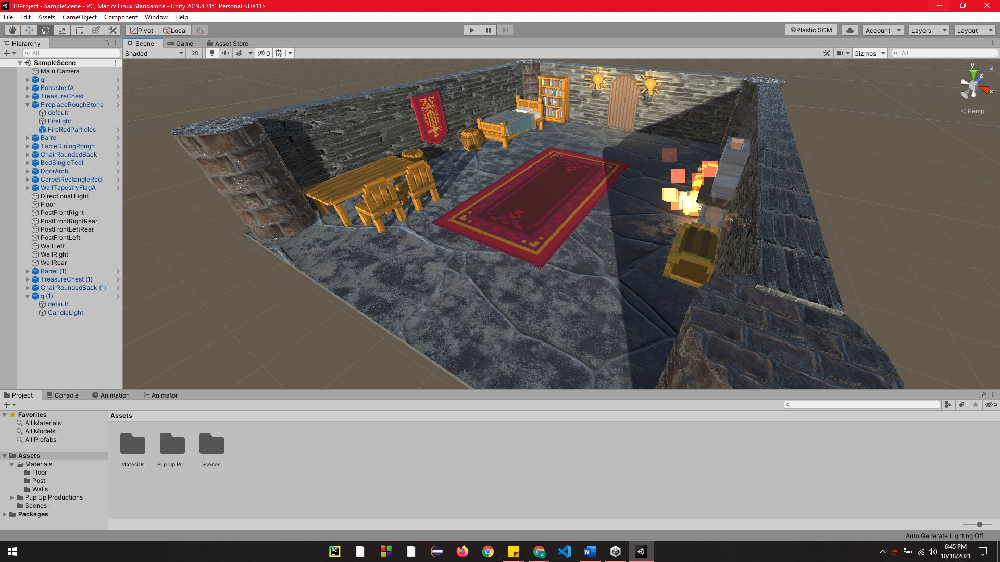 3DProject - SampleScene - PC, Mac & Linux Standalone - Unity 2019.4.31f1 Personal <DX11>
File Edit Assets GameObject Component Window Help
Pivot Local Plastic SCM Account Layers Layout
Hierarchy
All
SampleScene
Main Camera
q
BookshelfA
TreasureChest
FireplaceRoughStone
default
Firelight
FireRedParticles
Barrel
TableDiningRough
ChairRoundedBack
BedSingleTeal
DoorArch
CarpetRectangleRed
WallTapestryFlagA
Directional Light
Floor
PostFrontRight
PostFrontRightRear
PostFrontLeftRear
PostFrontLeft
WallLeft
WallRight
WallRear
Barrel (1)
TreasureChest (1)
ChairRoundedBack (1)
q (1)
default
CandleLight
Scene Game Asset Store
Shaded 2D 0 Gizmos All
y
z
x
Persp
Project Console Animation Animator
9
Favorites
All Materials
All Models
All Prefabs
Assets
Materials
Floor
Post
Walls
Pup Up Productions
Scenes
Packages
Assets
Materials Pup Up Pr... Scenes
Auto Generate Lighting Off
PC
A
W
6:45 PM
10/18/2021